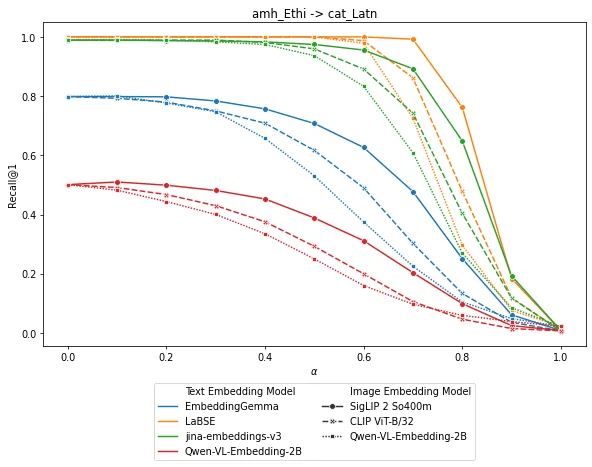 amh_Ethi -> cat_Latn
Recall@1
1.0
0.8
0.6
0.4
0.2
0.0
0.0 0.2 0.4 0.6 0.8 1.0
α
Text Embedding Model
EmbeddingGemma
LaBSE
jina-embeddings-v3
Qwen-VL-Embedding-2B
Image Embedding Model
SigLIP 2 So400m
CLIP ViT-B/32
Qwen-VL-Embedding-2B